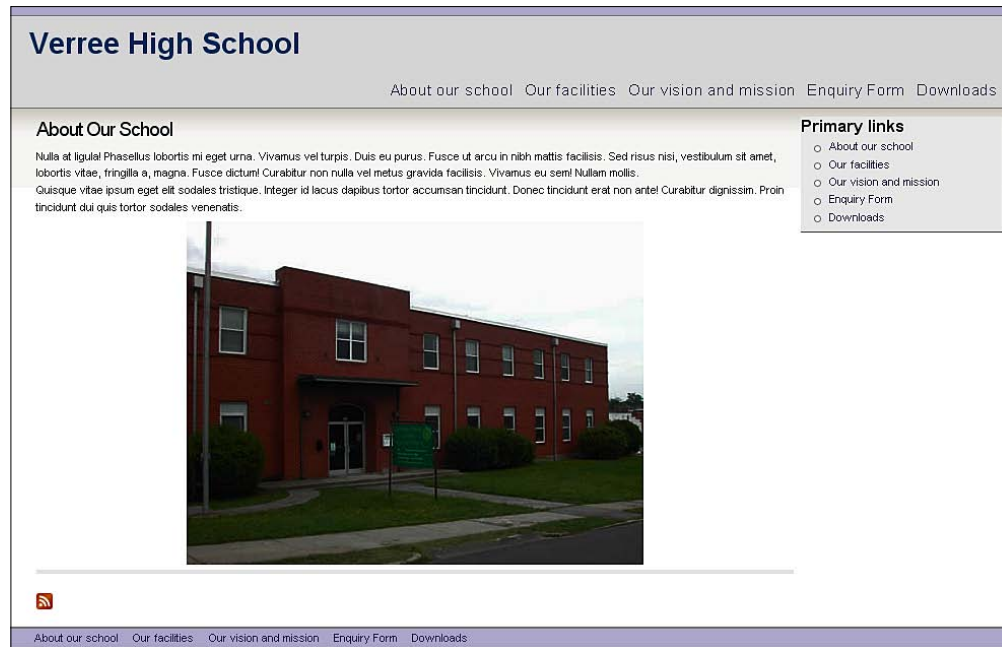 Verree High School
About our school Our facilities Our vision and mission Enquiry Form Downloads
About Our School
Nulla at ligula! Phasellus lobortis mi eget urna. Vivamus vel turpis. Duis eu purus. Fusce ut arcu in nibh mattis facilisis. Sed risus nisi, vestibulum sit amet,
lobortis vitae, fringilla a, magna. Fusce dictum! Curabitur non nulla vel metus gravida facilisis. Vivamus eu sem! Nullam mollis.
Quisque vitae ipsum eget elit sodales tristique. Integer id lacus dapibus tortor accumsan tincidunt. Donec tincidunt erat non ante! Curabitur dignissim. Proin
tincidunt dui quis tortor sodales venenatis.
Primary links
About our school
Our facilities
Our vision and mission
Enquiry Form
Downloads
About our school Our facilities Our vision and mission Enquiry Form Downloads